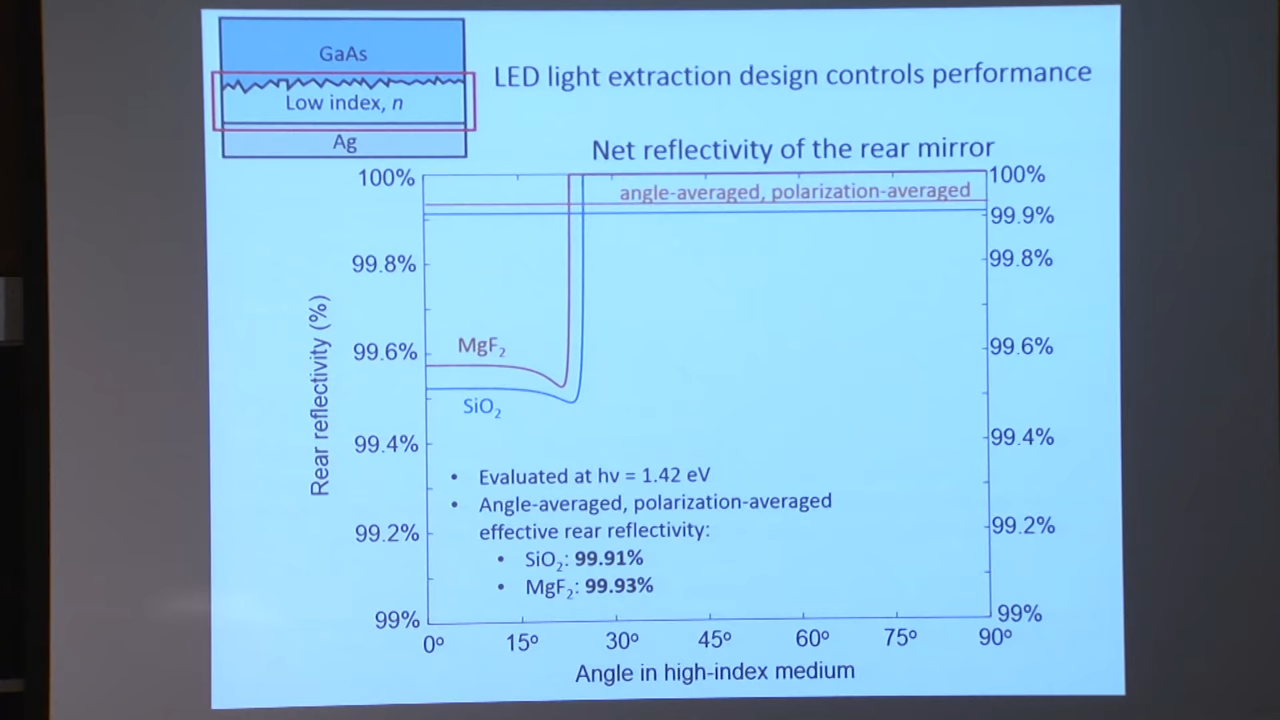 GaAs
Low index, n
Ag
LED light extraction design controls performance
Net reflectivity of the rear mirror
angle-averaged, polarization-averaged
Rear reflectivity (%)
100%
99.8%
99.6%
99.4%
99.2%
99%
100%
99.9%
99.8%
99.6%
99.4%
99.2%
99%
MgF₂
SiO₂
• Evaluated at hν = 1.42 eV
• Angle-averaged, polarization-averaged
effective rear reflectivity:
• SiO₂: 99.91%
• MgF₂: 99.93%
0º 15º 30º 45º 60º 75º 90º
Angle in high-index medium